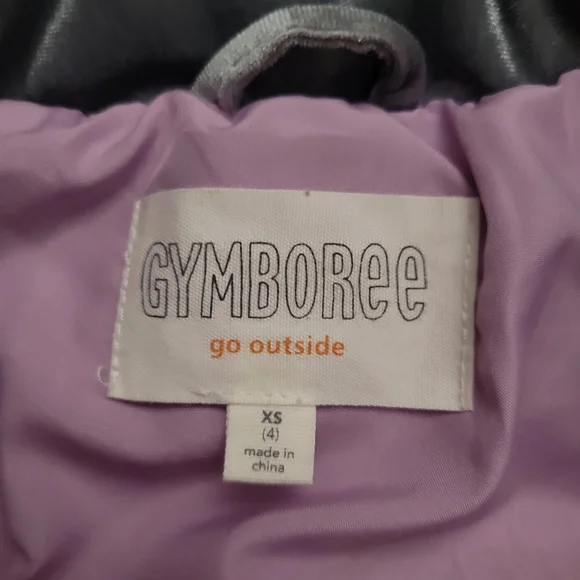 GYMBOREE
go outside
XS
(4)
made in
china